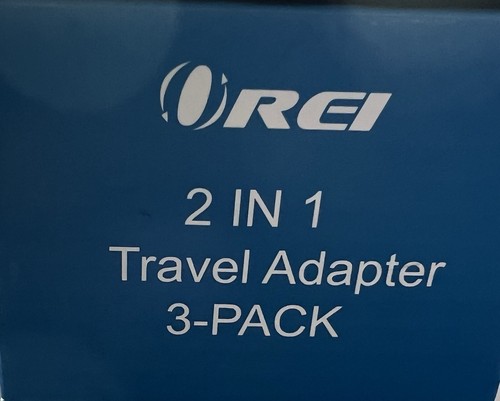 OREI
2 IN 1
Travel Adapter
3-PACK